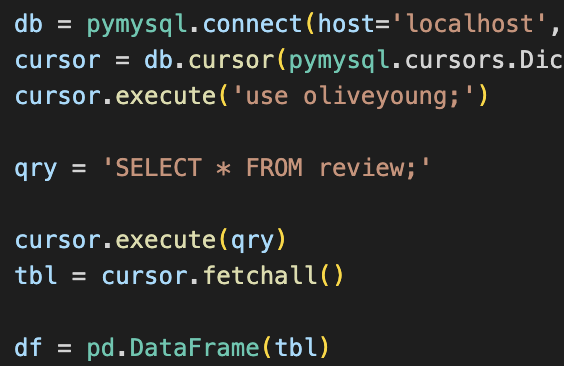 db = pymysql.connect(host='localhost',
cursor = db.cursor(pymysql.cursors.Dic
cursor.execute('use oliveyoung;')
qry = 'SELECT * FROM review;'
cursor.execute(qry)
tbl = cursor.fetchall()
df = pd.DataFrame(tbl)